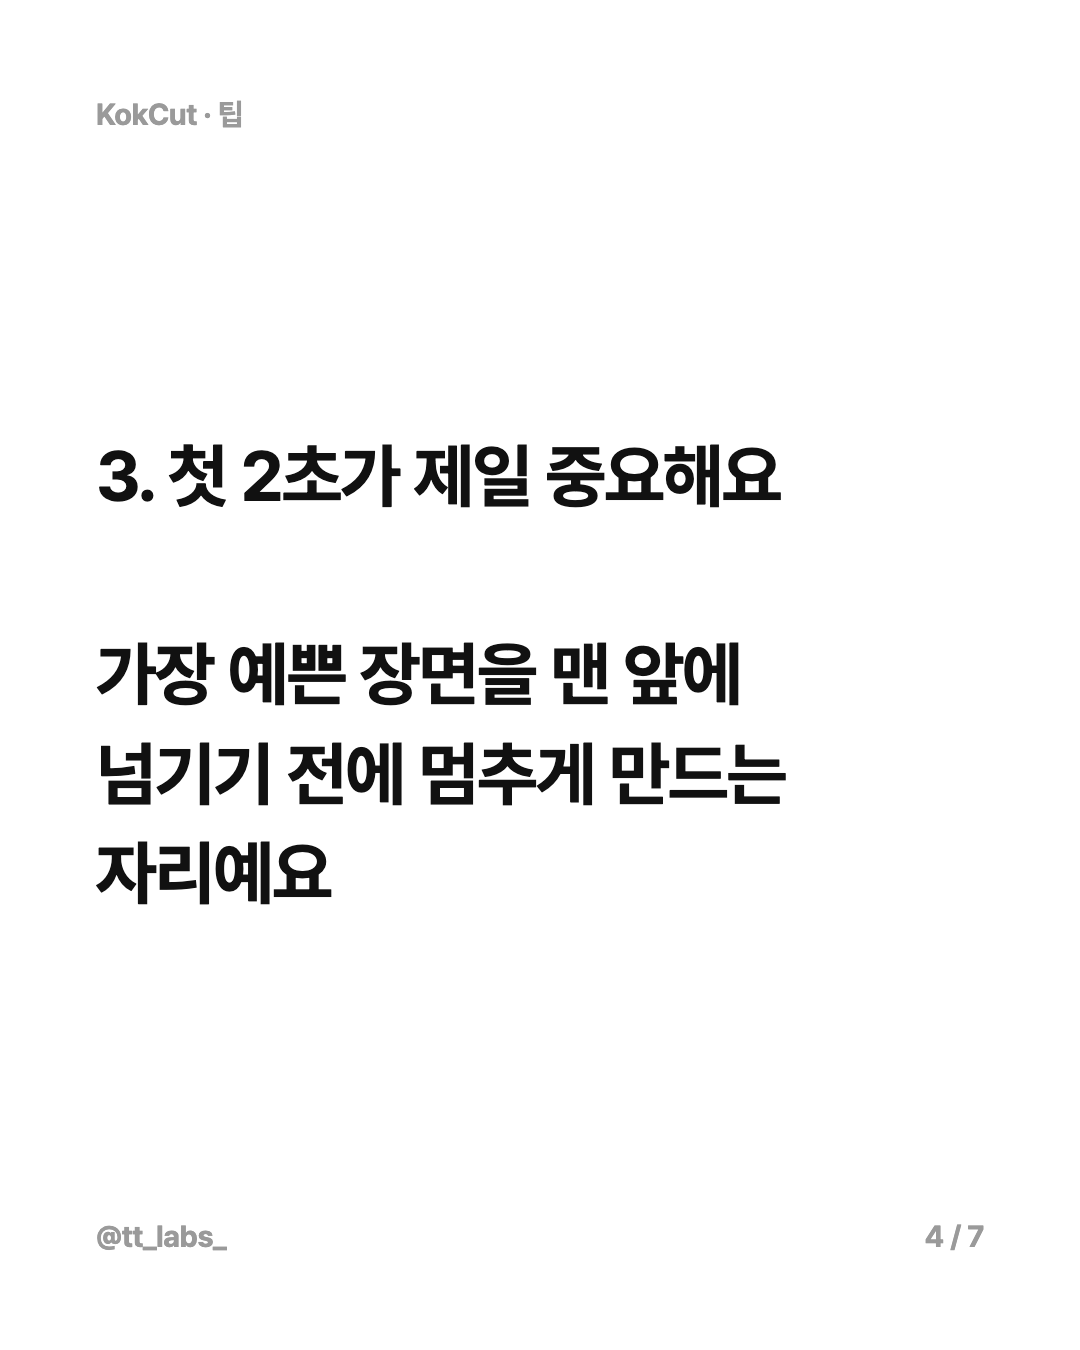 KokCut · 팁
3. 첫 2초가 제일 중요해요
가장 예쁜 장면을 맨 앞에
넘기기 전에 멈추게 만드는
자리예요
@tt_labs_
4 / 7